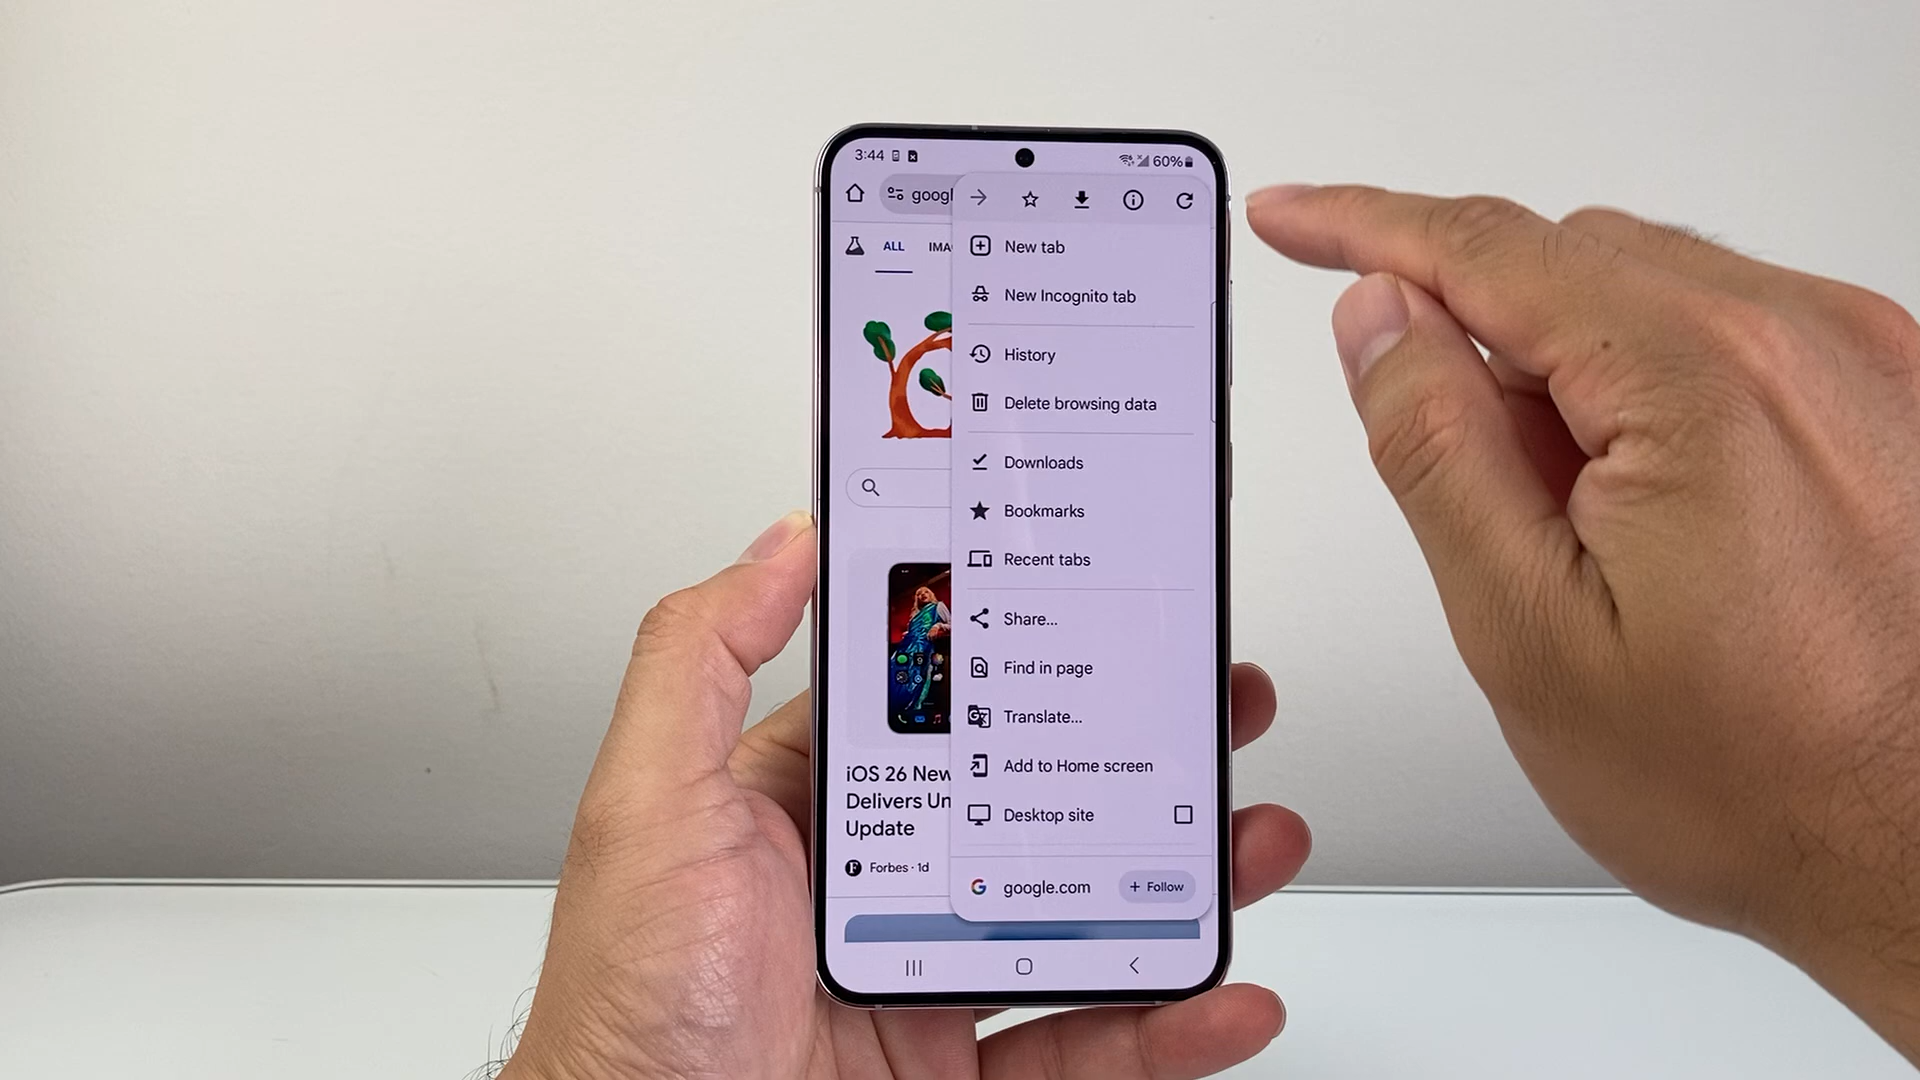 3:44 60%
googl
ALL IMA
New tab
New Incognito tab
History
Delete browsing data
Downloads
Bookmarks
Recent tabs
Share...
Find in page
Translate...
Add to Home screen
Desktop site
google.com + Follow
iOS 26 New
Delivers Un
Update
Forbes · 1d